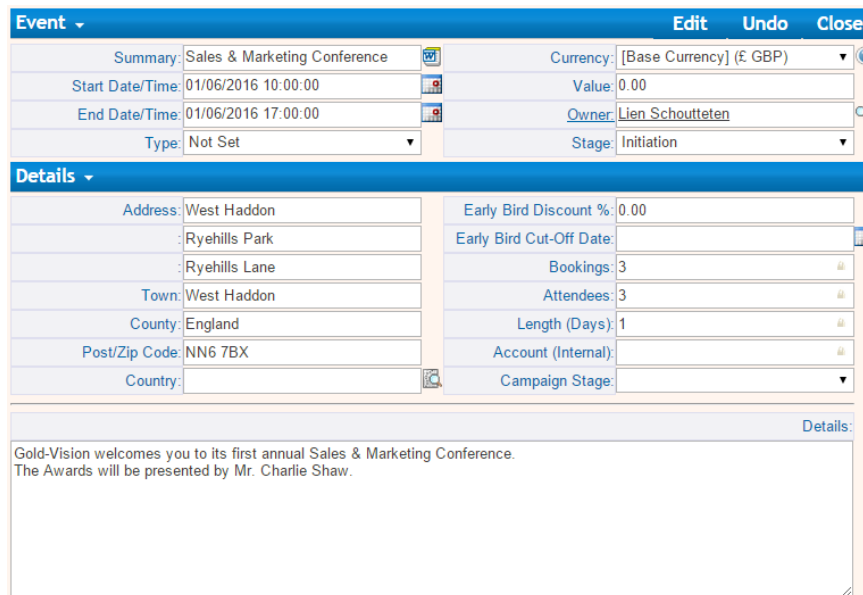 Event Edit Undo Close
Summary: Sales & Marketing Conference Currency: [Base Currency] (£ GBP)
Start Date/Time: 01/06/2016 10:00:00 Value: 0.00
End Date/Time: 01/06/2016 17:00:00 Owner: Lien Schoutteten
Type: Not Set Stage: Initiation
Details
Address: West Haddon Early Bird Discount %: 0.00
: Ryehills Park Early Bird Cut-Off Date:
: Ryehills Lane Bookings: 3
Town: West Haddon Attendees: 3
County: England Length (Days): 1
Post/Zip Code: NN6 7BX Account (Internal):
Country: Campaign Stage:
Details:
Gold-Vision welcomes you to its first annual Sales & Marketing Conference.
The Awards will be presented by Mr. Charlie Shaw.